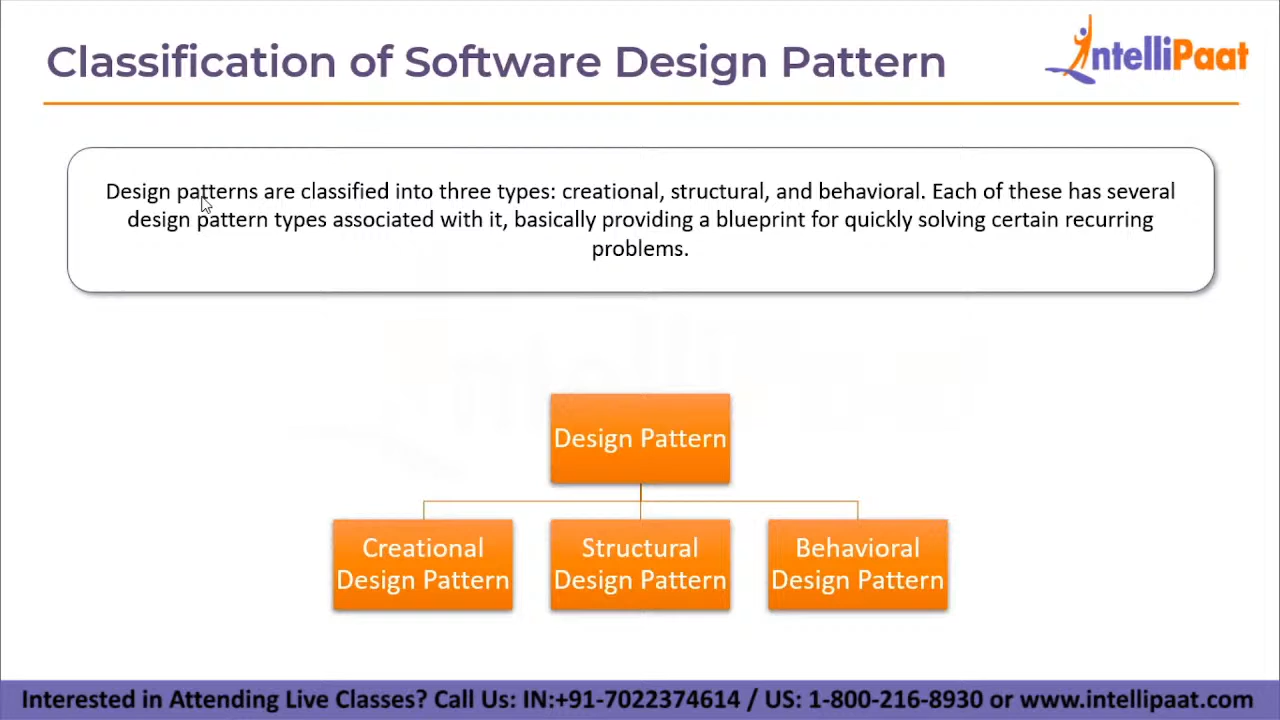 Classification of Software Design Pattern
IntelliPaat
Design patterns are classified into three types: creational, structural, and behavioral. Each of these has several
design pattern types associated with it, basically providing a blueprint for quickly solving certain recurring
problems.
Design Pattern
Creational
Design Pattern
Structural
Design Pattern
Behavioral
Design Pattern
Interested in Attending Live Classes? Call Us: IN:+91-7022374614 / US: 1-800-216-8930 or www.intellipaat.com